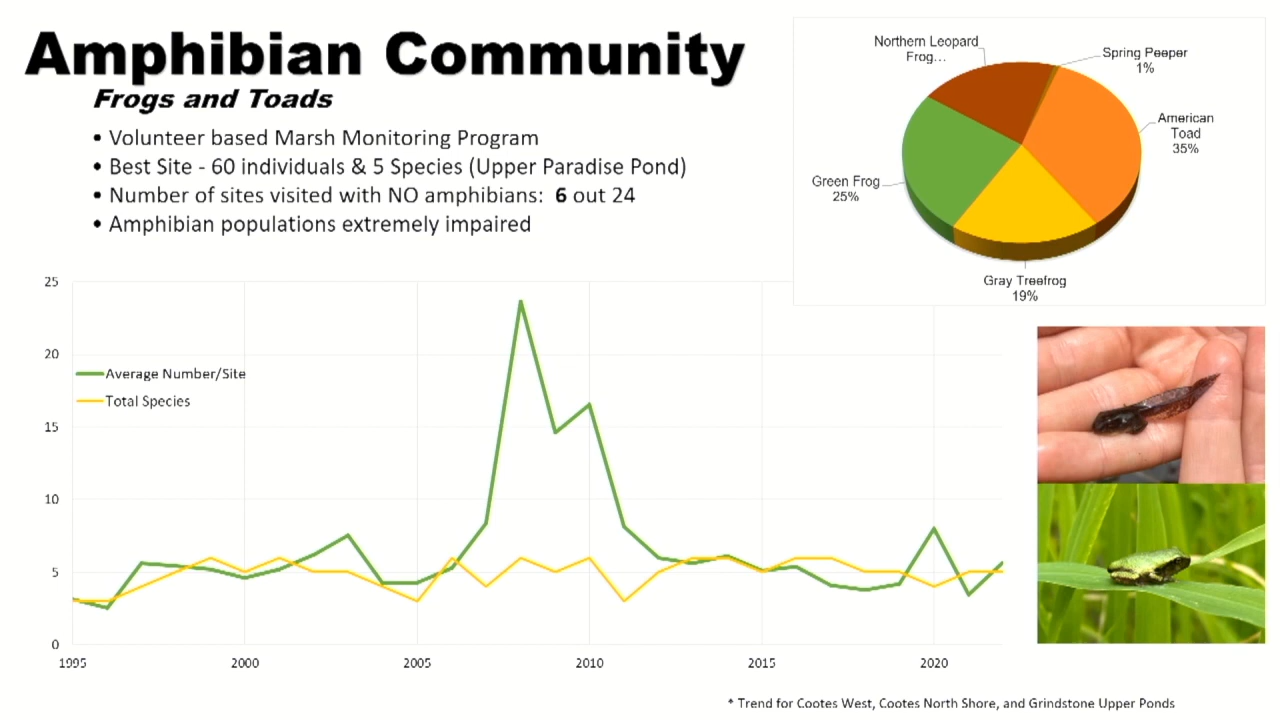 Amphibian Community
Frogs and Toads
• Volunteer based Marsh Monitoring Program
• Best Site - 60 individuals & 5 Species (Upper Paradise Pond)
• Number of sites visited with NO amphibians: 6 out 24
• Amphibian populations extremely impaired
Northern Leopard
Frog…
Spring Peeper
1%
American
Toad
35%
Green Frog
25%
Gray Treefrog
19%
25
20
15
10
5
0
Average Number/Site
Total Species
1995
2000
2005
2010
2015
2020
* Trend for Cootes West, Cootes North Shore, and Grindstone Upper Ponds